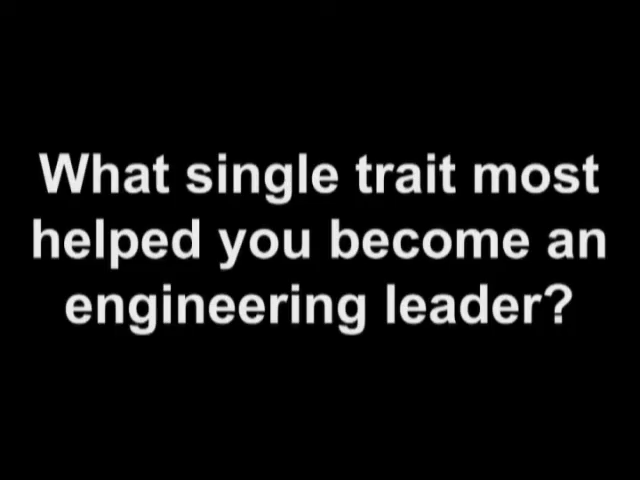 What single trait most
helped you become an
engineering leader?